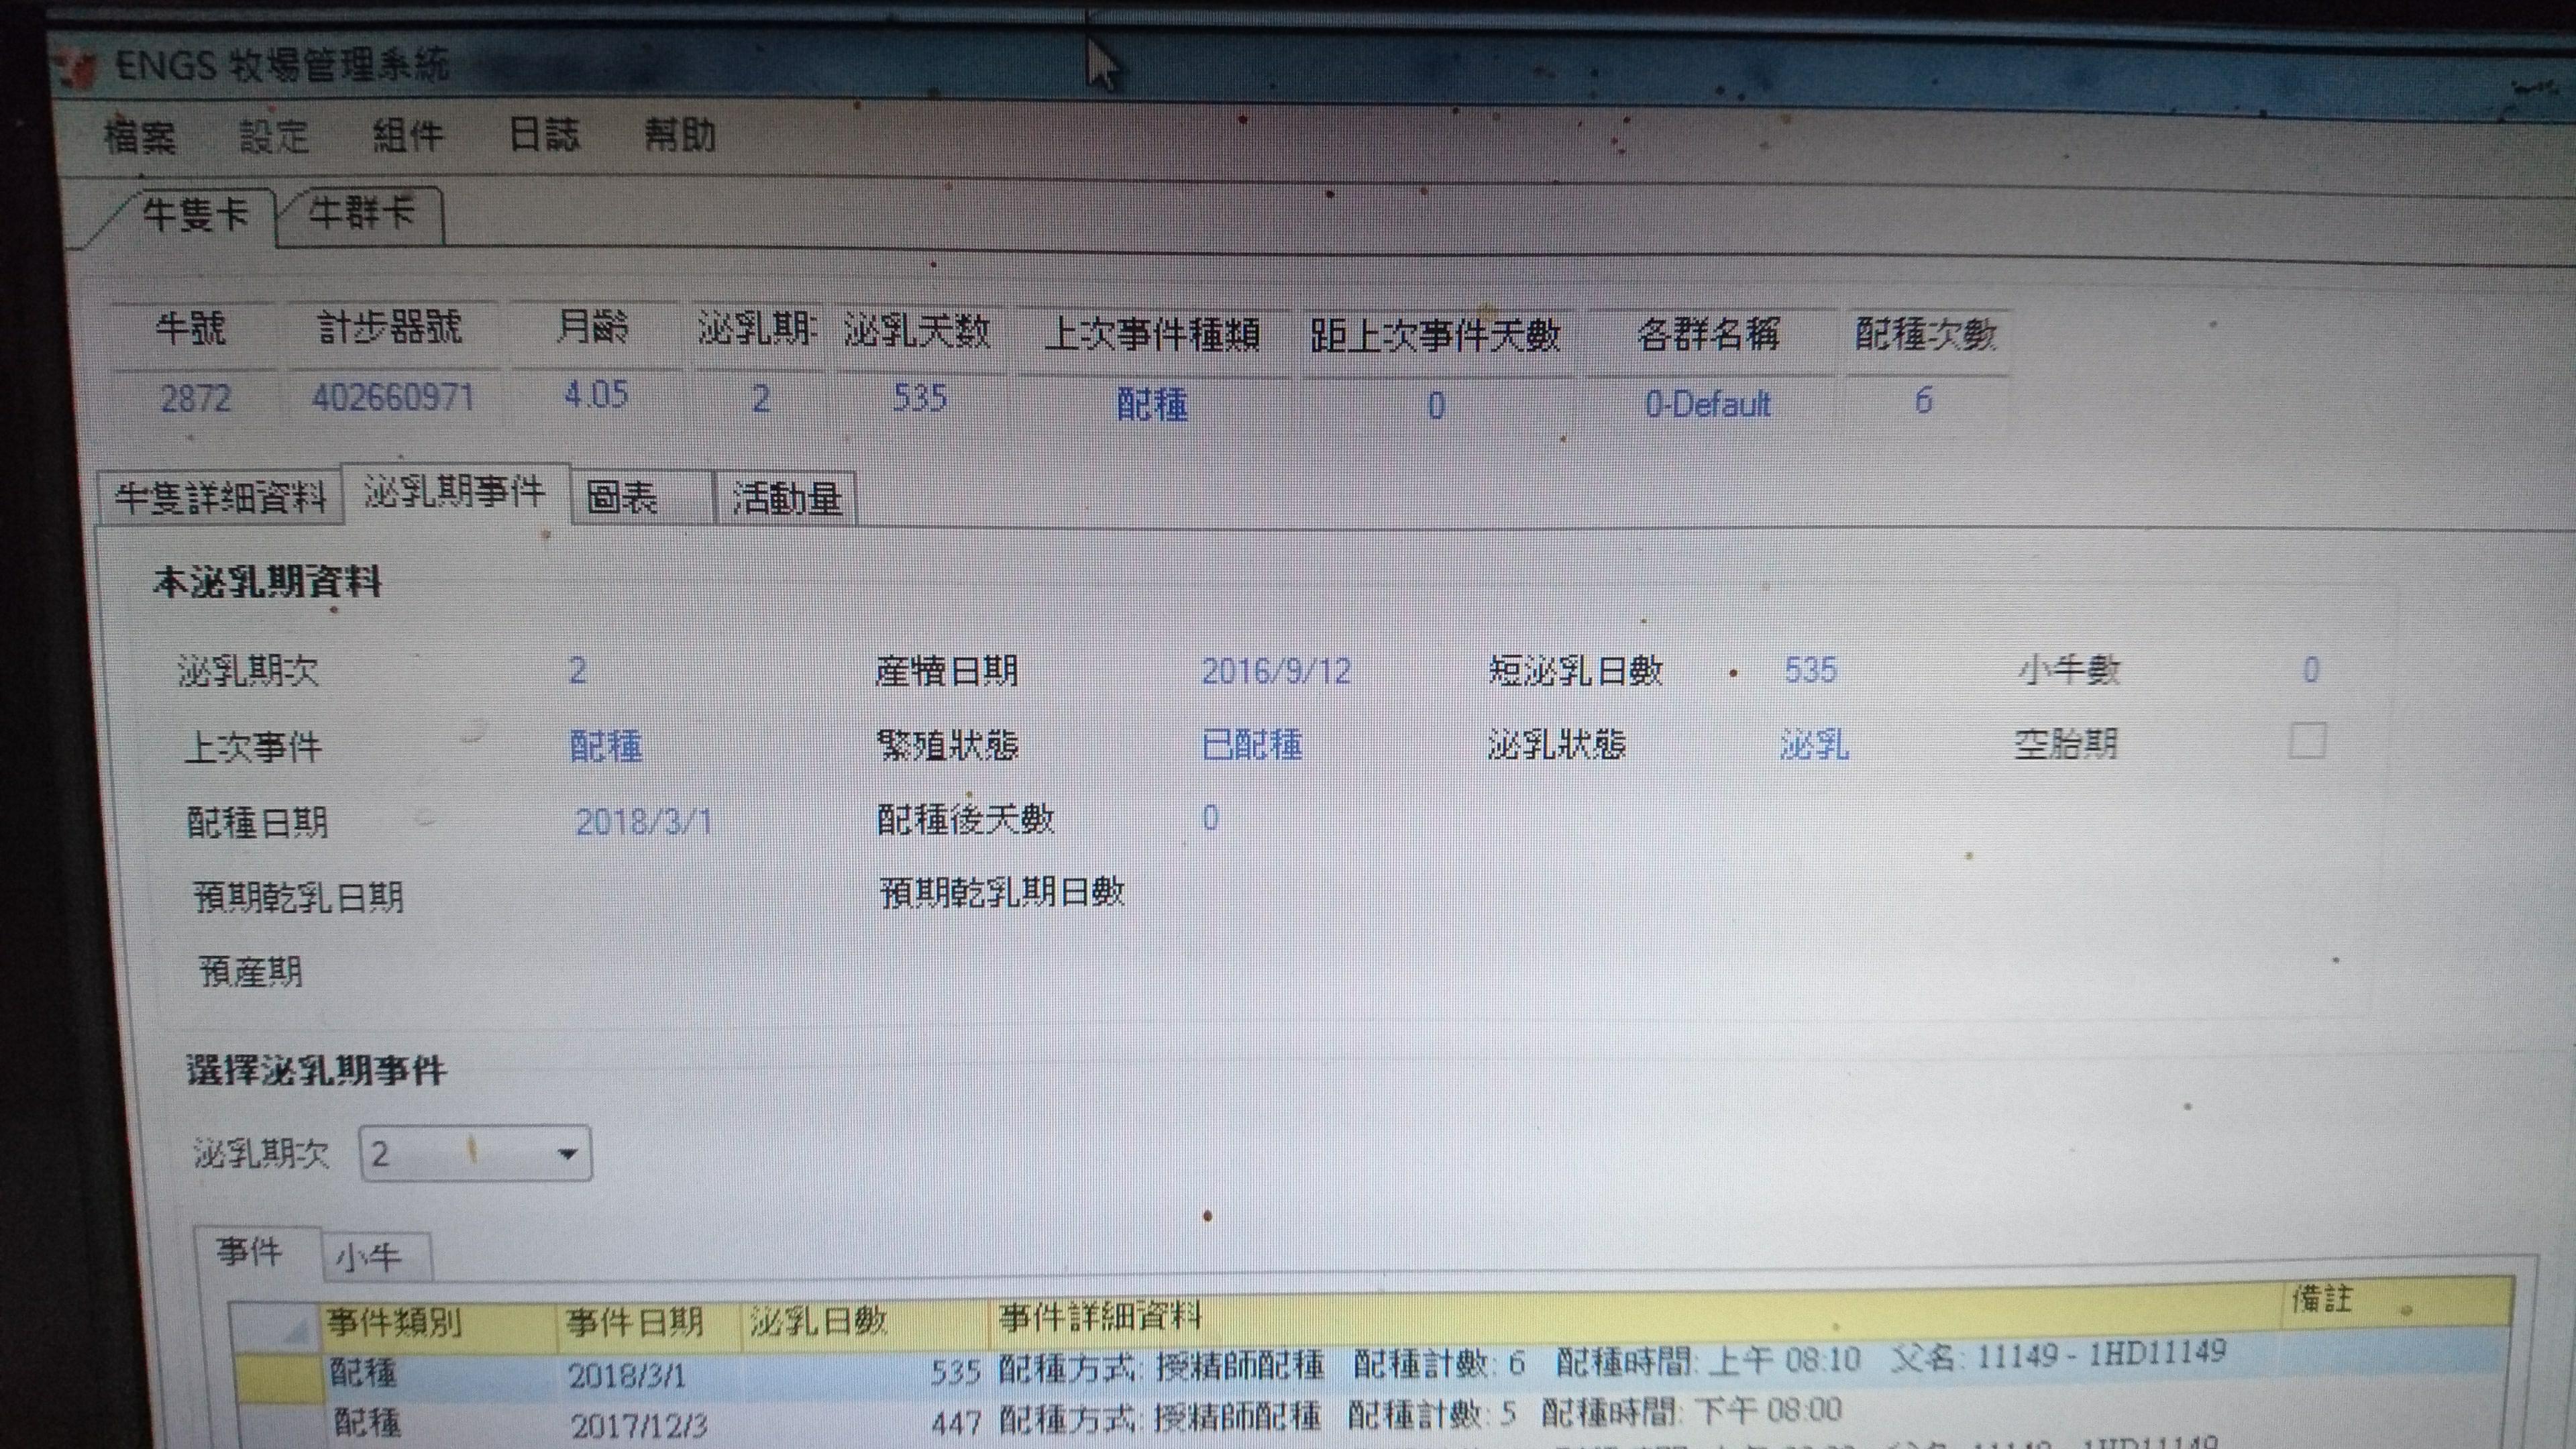 ENGS 牧場管理系統
檔案 設定 組件 日誌 幫助
牛隻卡 牛群卡
牛號 計步器號 月齡 泌乳期 泌乳天数 上次事件種類 距上次事件天數 各群名稱 配種次數
2872 402660971 4.05 2 535 配種 0 0-Default 6
牛隻詳細資料 泌乳期事件 圖表 活動量
本泌乳期資料
泌乳期次 2 產犢日期 2016/9/12 短泌乳日數 535 小牛數 0
上次事件 配種 繁殖狀態 已配種 泌乳狀態 泌乳 空胎期
配種日期 2018/3/1 配種後天數 0
預期乾乳日期 預期乾乳期日數
預產期
選擇泌乳期事件
泌乳期次 2
事件 小牛
事件類別 事件日期 泌乳日數 事件詳細資料 備註
配種 2018/3/1 535 配種方式: 授精師配種 配種計數: 6 配種時間: 上午 08:10 父名: 11149 - 1HD11149
配種 2017/12/3 447 配種方式: 授精師配種 配種計數: 5 配種時間: 下午 08:00